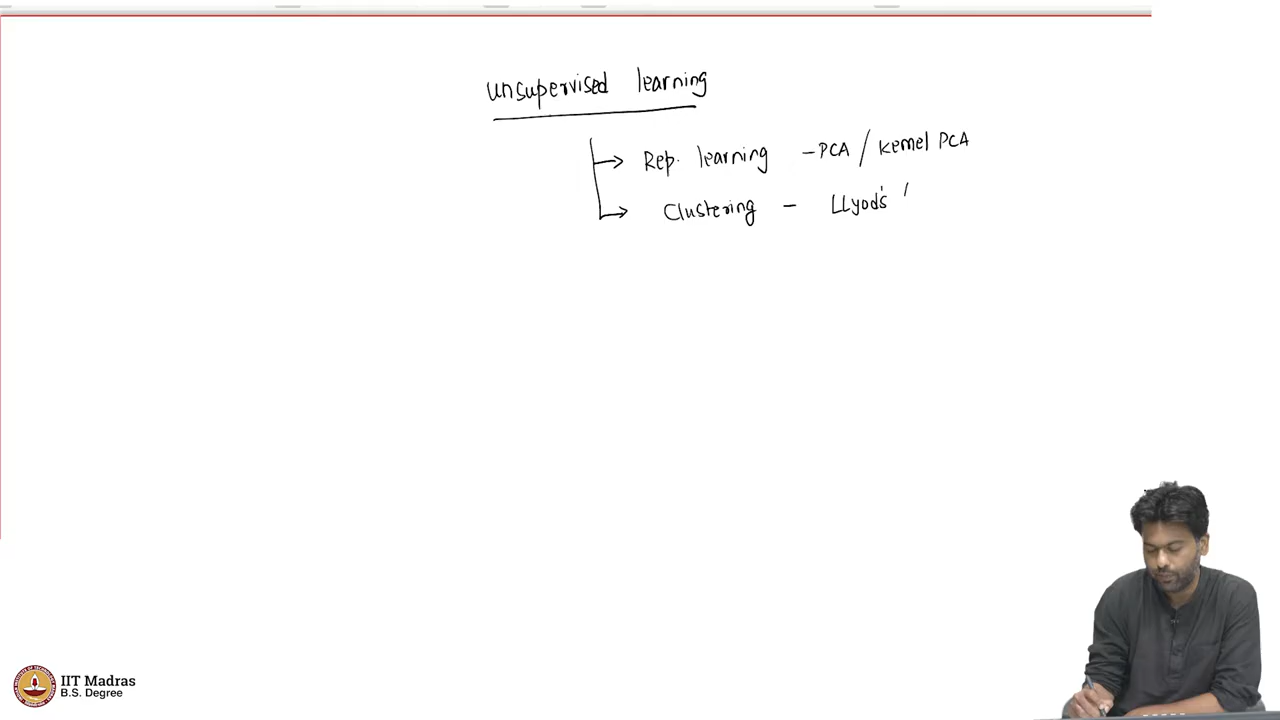 unsupervised learning
Rep. learning - PCA / Kernel PCA
Clustering - LLyod's /
IIT Madras
B.S. Degree